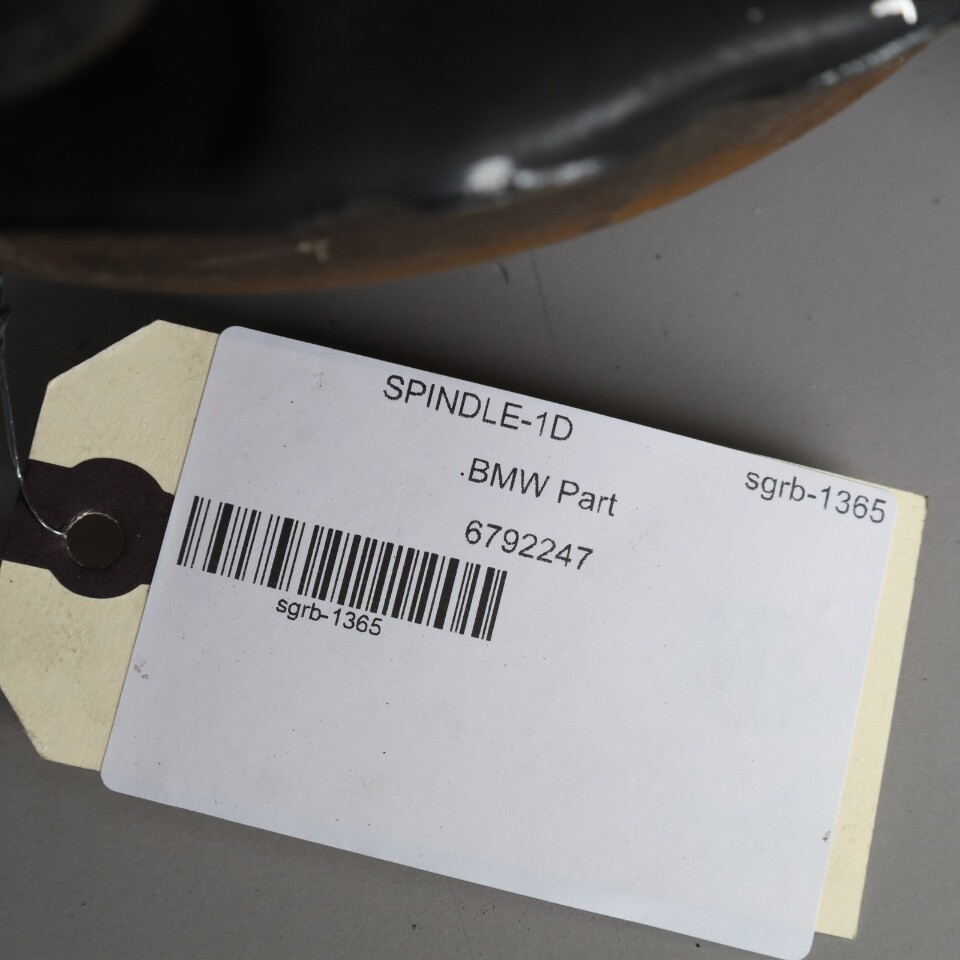 SPINDLE-1D
.BMW Part
sgrb-1365
6792247
sgrb-1365